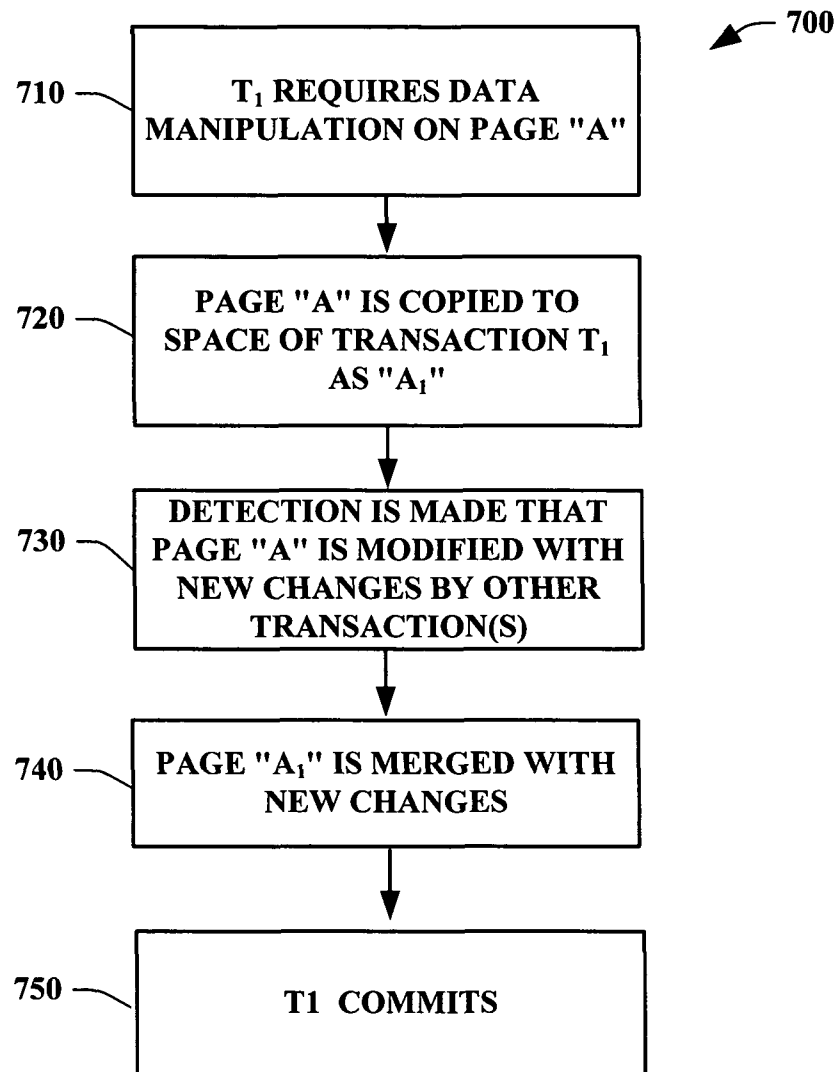 700
710
T₁ REQUIRES DATA
MANIPULATION ON PAGE "A"
720
PAGE "A" IS COPIED TO
SPACE OF TRANSACTION T₁
AS "A₁"
730
DETECTION IS MADE THAT
PAGE "A" IS MODIFIED WITH
NEW CHANGES BY OTHER
TRANSACTION(S)
740
PAGE "A₁" IS MERGED WITH
NEW CHANGES
750
T1 COMMITS